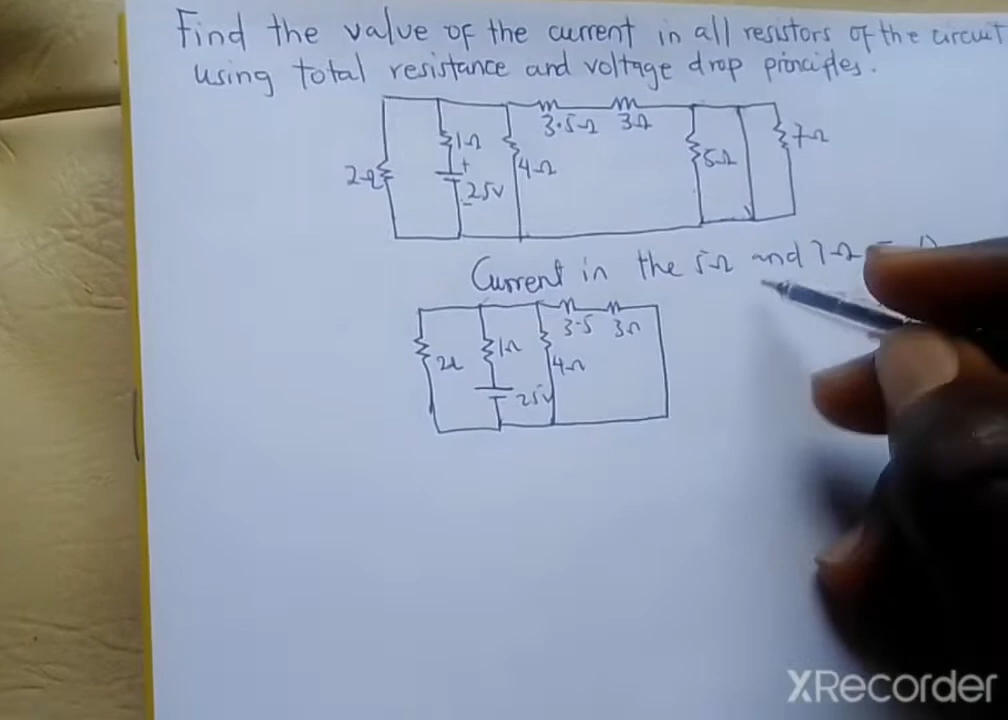 Find the value of the current in all resistors of the circuit
using total resistance and voltage drop principles.
3.5Ω 3Ω
1Ω
7Ω
2Ω
+
4Ω
5Ω
25V
Current in the 5Ω and 7Ω
3.5 3Ω
2Ω
1Ω
4Ω
25V
XRecorder